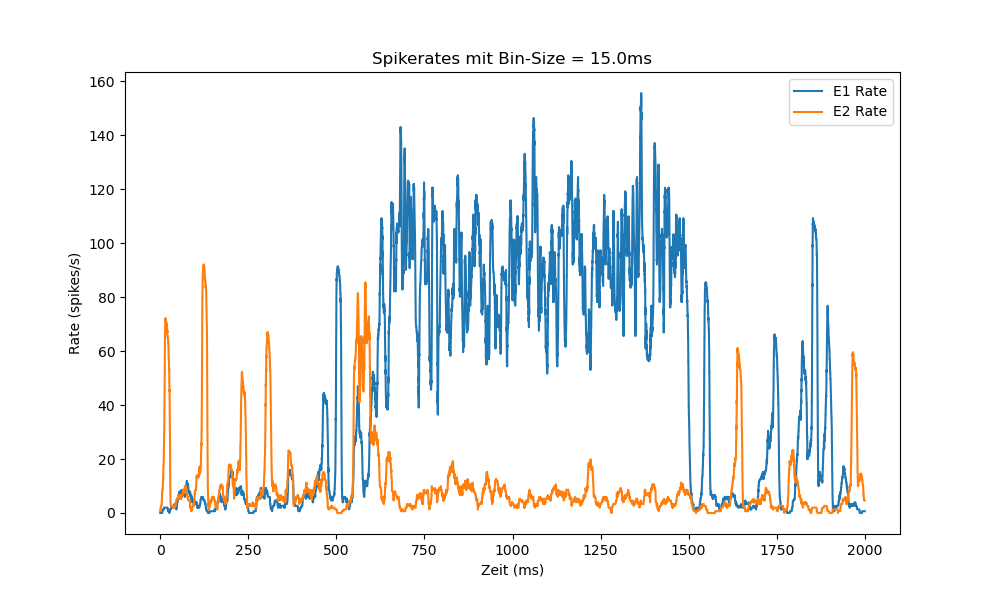 Spikerates mit Bin-Size = 15.0ms
E1 Rate
E2 Rate
160
140
120
100
80
60
40
20
0
Rate (spikes/s)
0 250 500 750 1000 1250 1500 1750 2000
Zeit (ms)